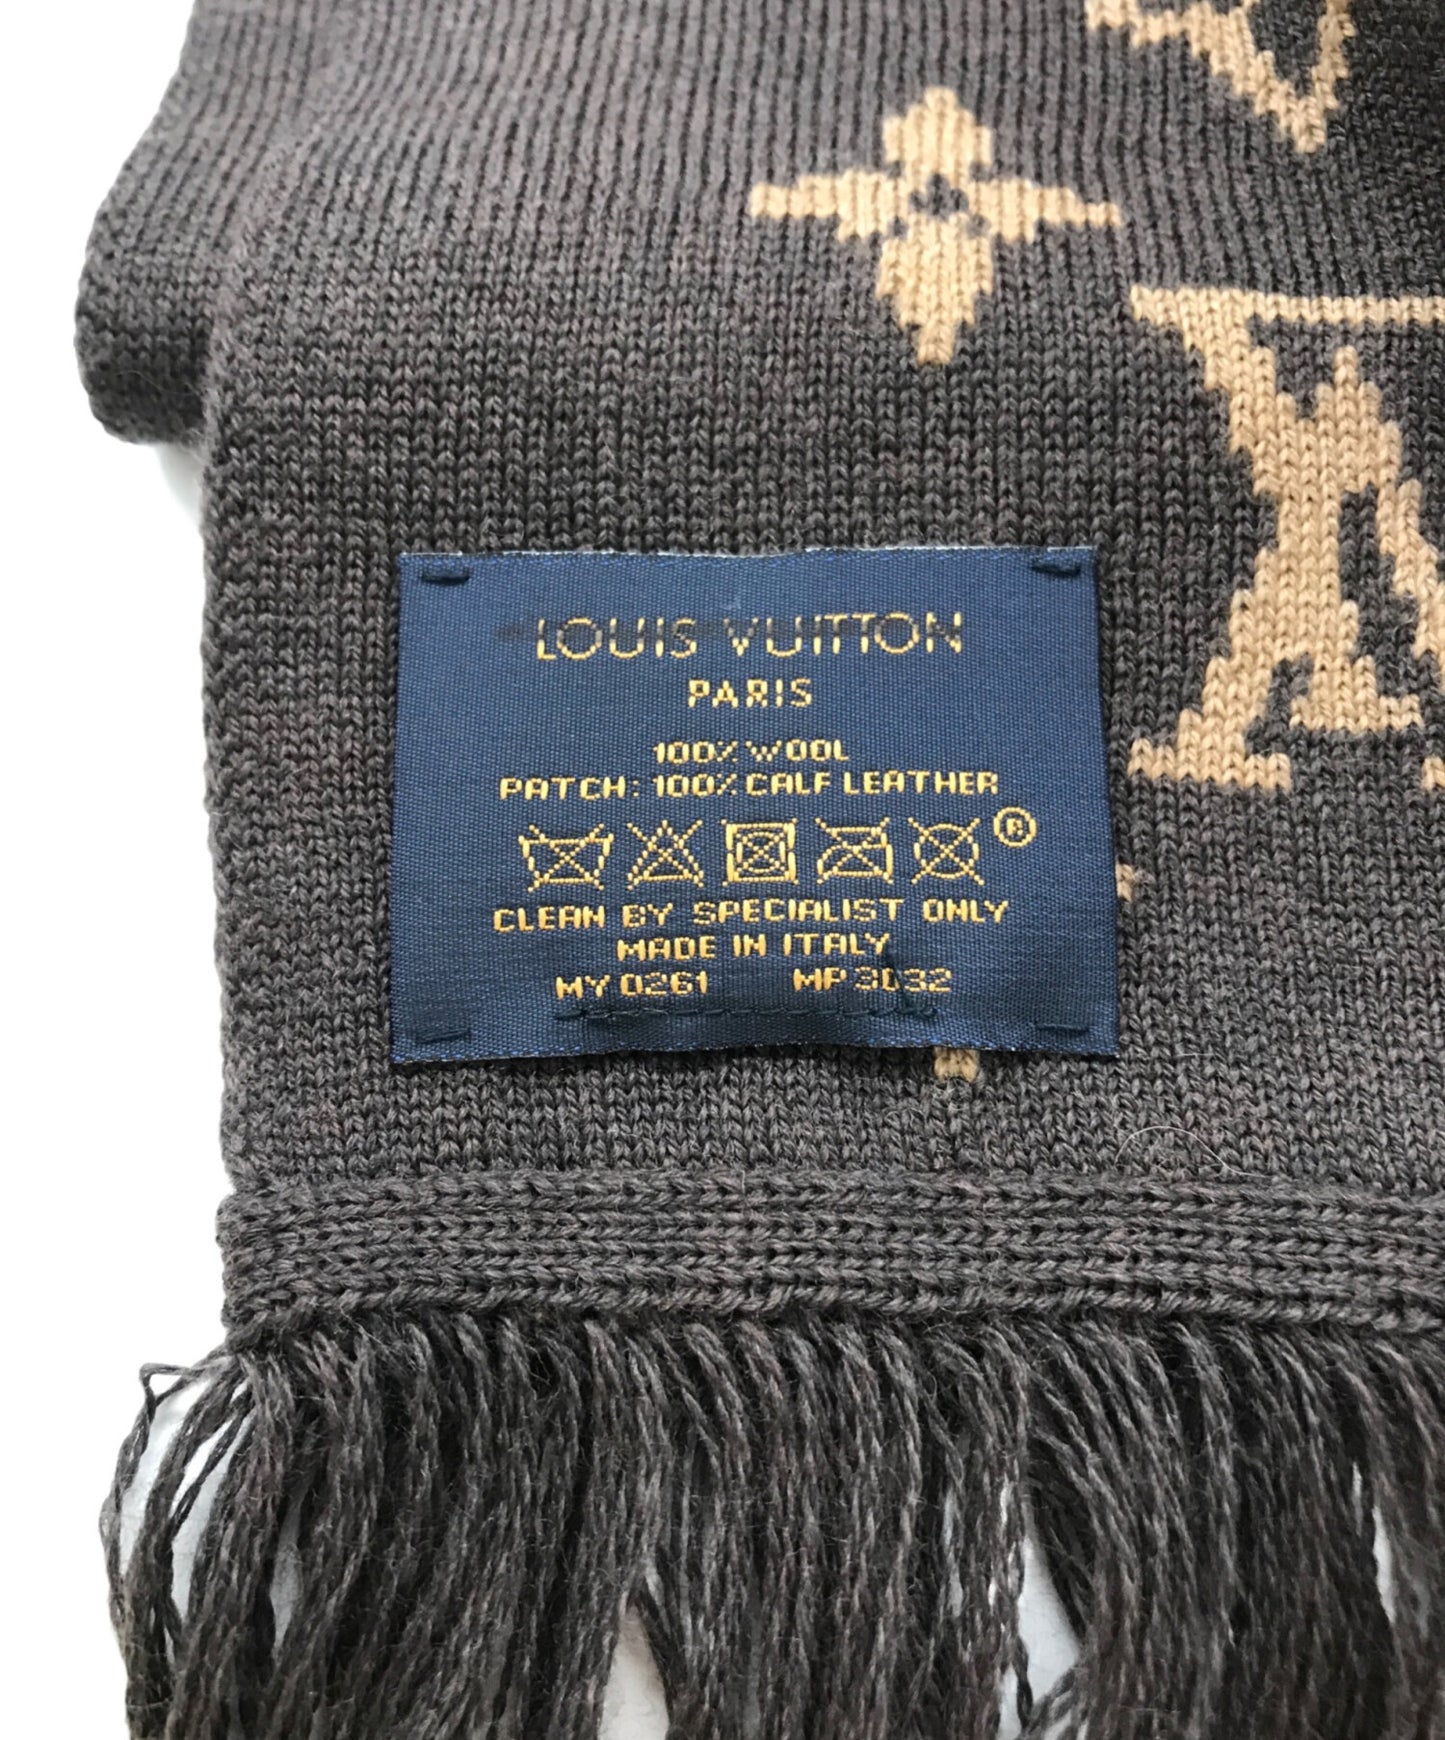 LOUIS VUITTON
PARIS
100% WOOL
PATCH: 100% CALF LEATHER
®
CLEAN BY SPECIALIST ONLY
MADE IN ITALY
MY 0261 MP 3032